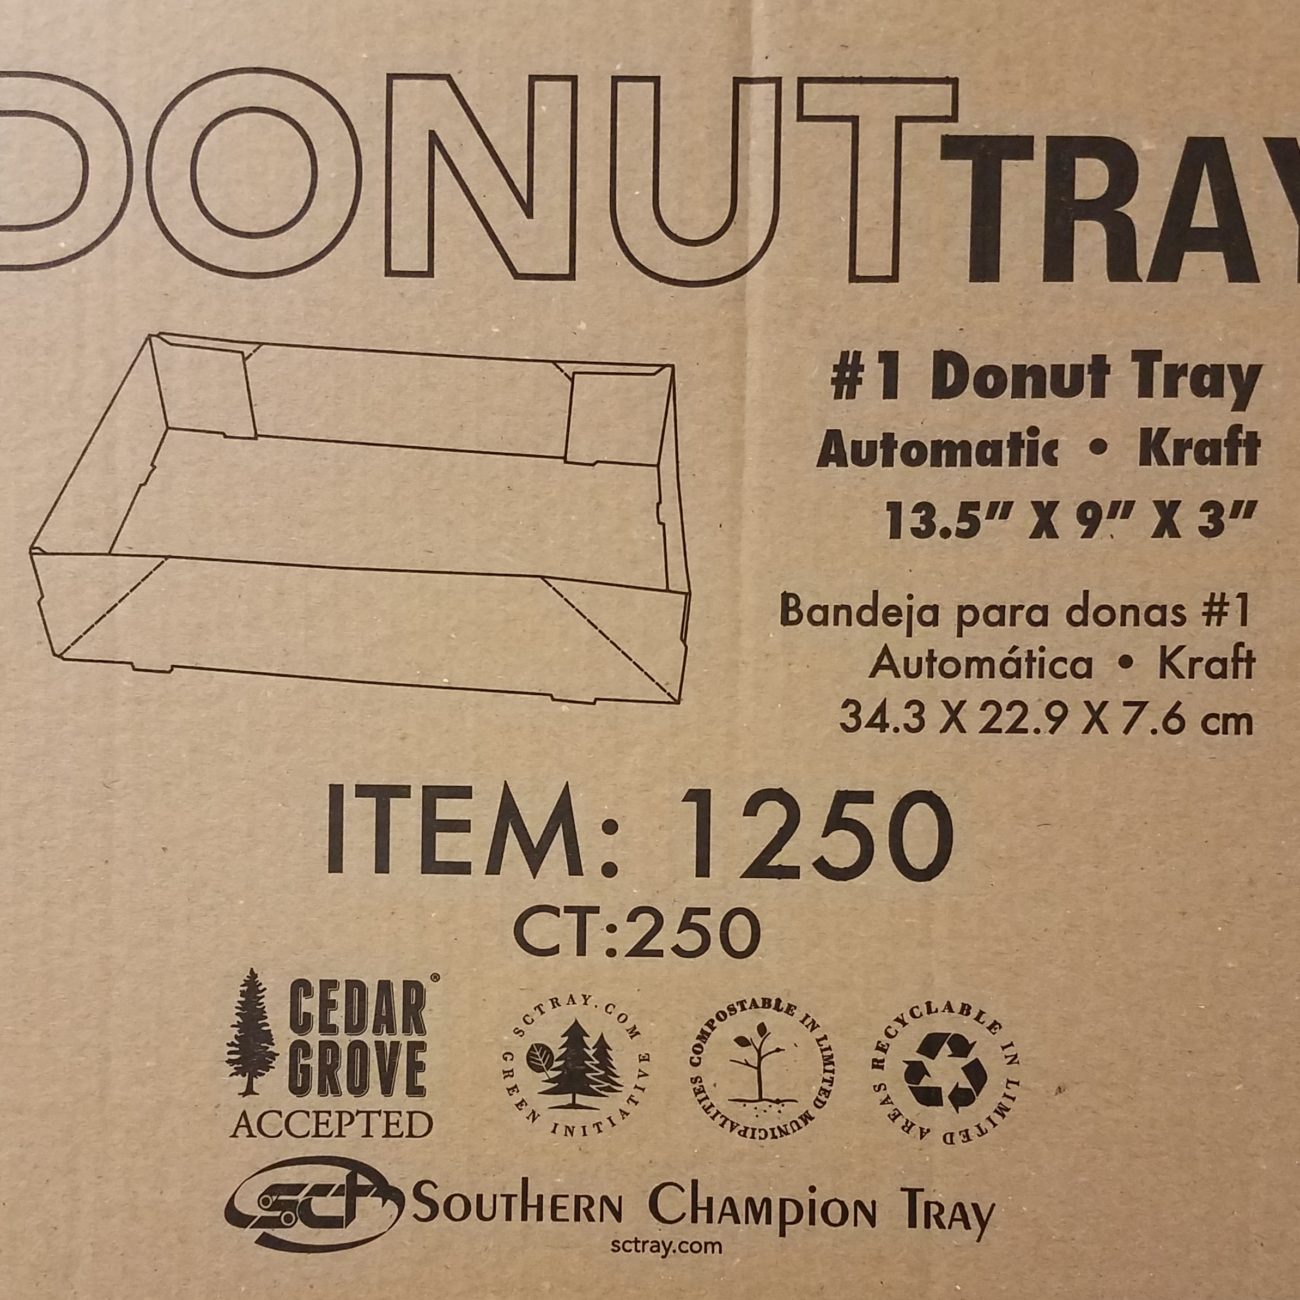 DONUT TRAY
#1 Donut Tray
Automatic • Kraft
13.5" X 9" X 3"
Bandeja para donas #1
Automática • Kraft
34.3 X 22.9 X 7.6 cm
ITEM: 1250
CT:250
CEDAR®
GROVE
ACCEPTED
SCTRAY.COM
GREEN INITIATIVE
COMPOSTABLE IN LIMITED MUNICIPALITIES
RECYCLABLE IN LIMITED AREAS
sct
Southern Champion Tray
sctray.com